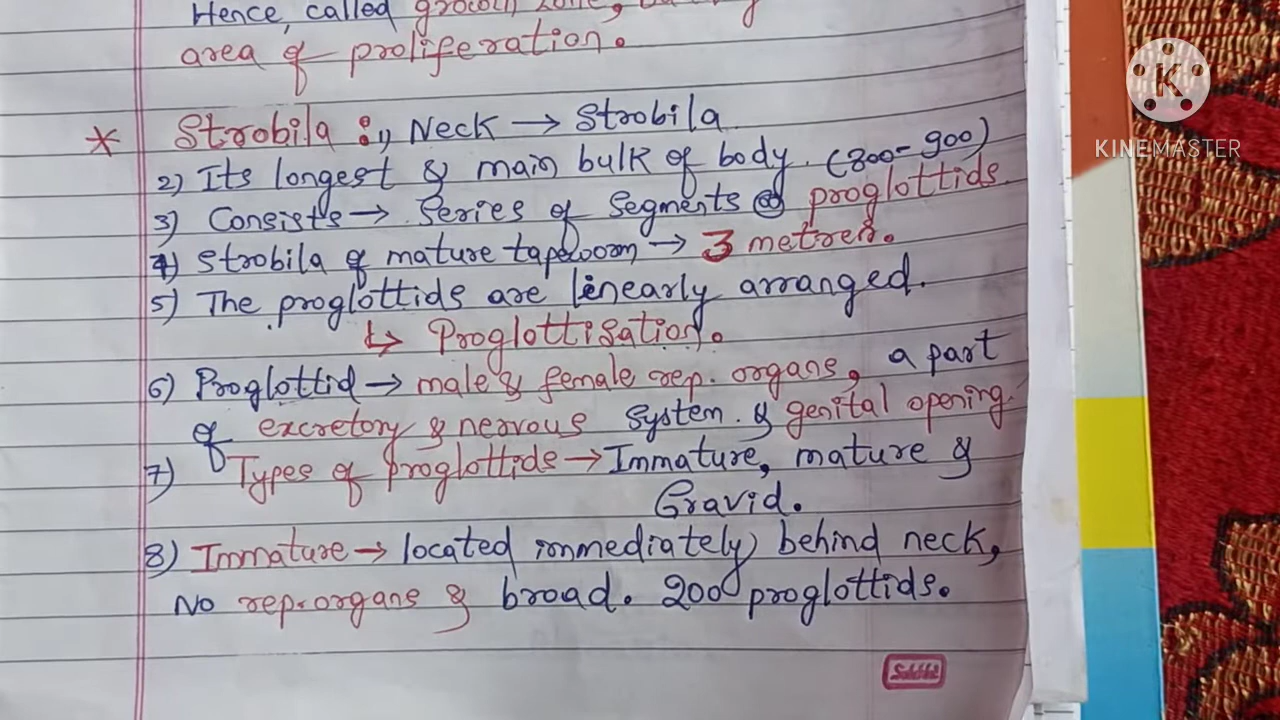 Hence, called growth zone,
area of proliferation.
* Strobila :1, Neck → Strobila
2) Its longest & main bulk of body. (800-900)
3) Consists → Series of Segments @ proglottids
4) Strobila of mature tapeworm → 3 metres.
5) The proglottids are linearly arranged.
↳ Proglottisation.
6) Proglottid → male & female rep. organs, a part
of excretory & nervous system. & genital opening.
7) Types of proglottids → Immature, mature &
Gravid.
8) Immature → located immediately behind neck,
No rep. organs & broad. 200 proglottids.
K
KINEMASTER